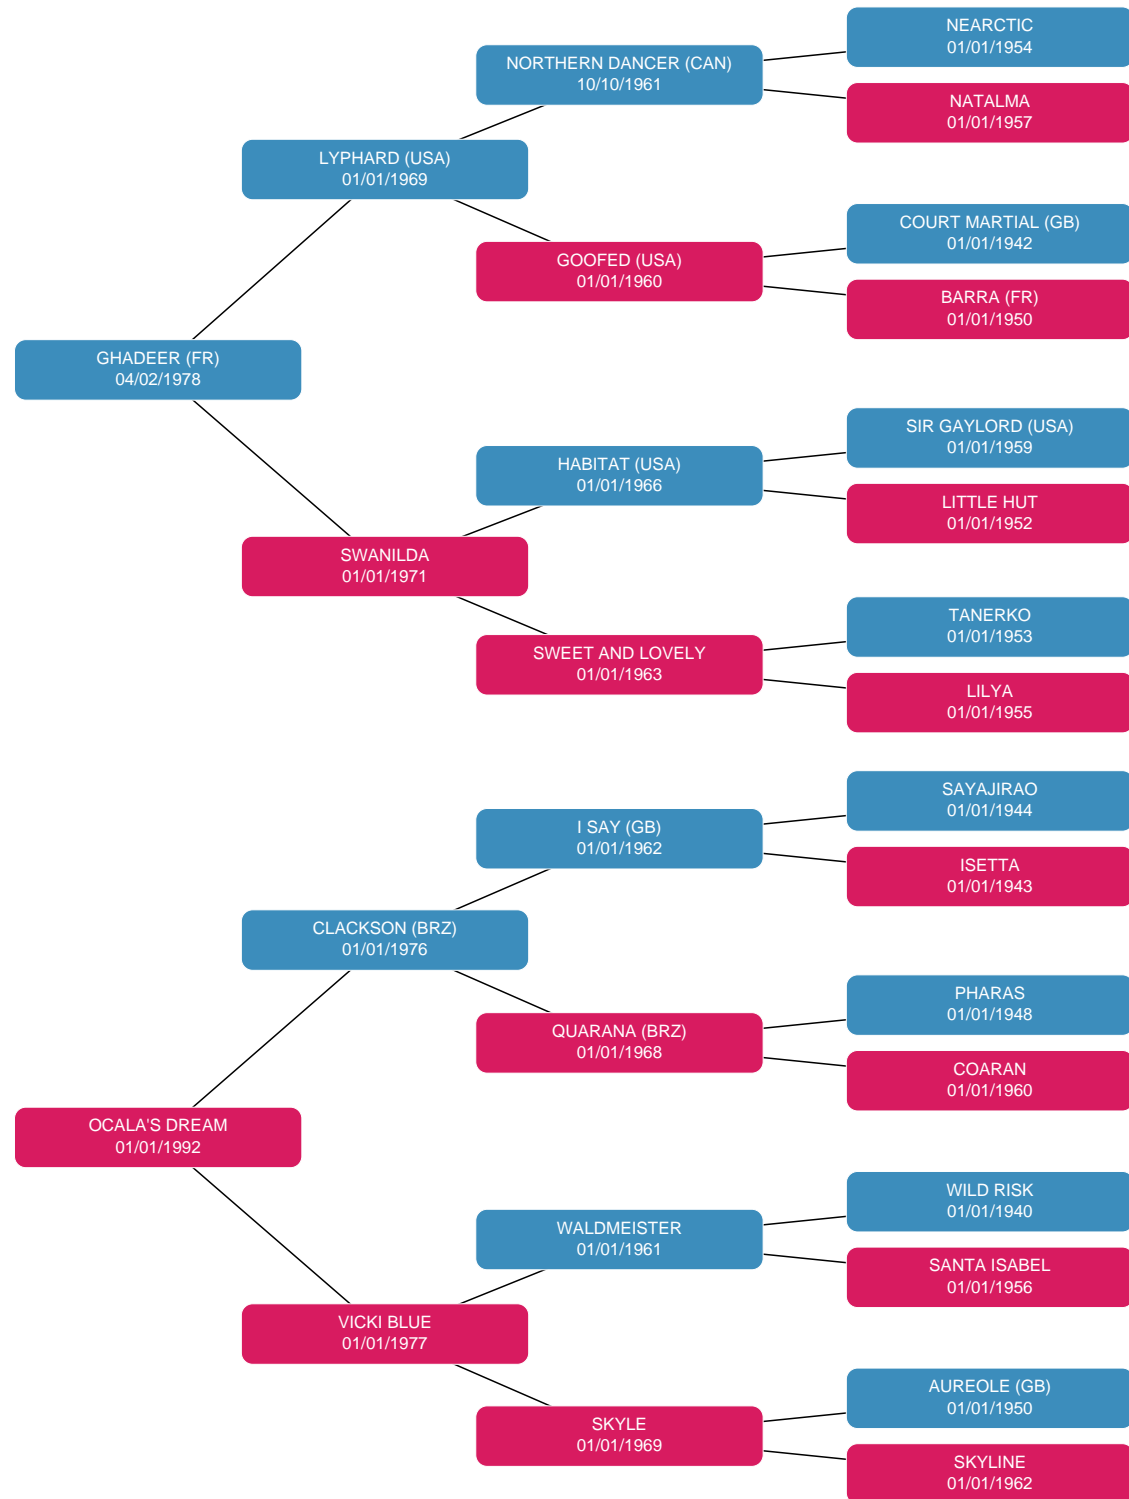 NEARCTIC
01/01/1954
NORTHERN DANCER (CAN)
10/10/1961
NATALMA
01/01/1957
LYPHARD (USA)
01/01/1969
COURT MARTIAL (GB)
01/01/1942
GOOFED (USA)
01/01/1960
BARRA (FR)
01/01/1950
GHADEER (FR)
04/02/1978
SIR GAYLORD (USA)
01/01/1959
HABITAT (USA)
01/01/1966
LITTLE HUT
01/01/1952
SWANILDA
01/01/1971
TANERKO
01/01/1953
SWEET AND LOVELY
01/01/1963
LILYA
01/01/1955
SAYAJIRAO
01/01/1944
I SAY (GB)
01/01/1962
ISETTA
01/01/1943
CLACKSON (BRZ)
01/01/1976
PHARAS
01/01/1948
QUARANA (BRZ)
01/01/1968
COARAN
01/01/1960
OCALA'S DREAM
01/01/1992
WILD RISK
01/01/1940
WALDMEISTER
01/01/1961
SANTA ISABEL
01/01/1956
VICKI BLUE
01/01/1977
AUREOLE (GB)
01/01/1950
SKYLE
01/01/1969
SKYLINE
01/01/1962